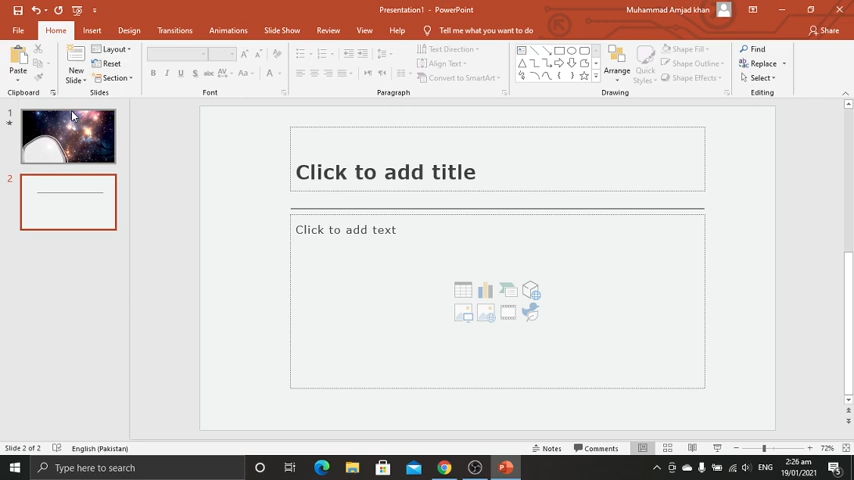 Presentation1 - PowerPoint
Muhammad Amjad khan
File Home Insert Design Transitions Animations Slide Show Review View Help Tell me what you want to do
Share
Paste
New
Slide
Layout
Reset
Section
B I U S abc AV Aa A
Text Direction
Align Text
Convert to SmartArt
Arrange
Quick
Styles
Shape Fill
Shape Outline
Shape Effects
Find
Replace
Select
Clipboard Slides Font Paragraph Drawing Editing
1
2
Click to add title
Click to add text
Slide 2 of 2 English (Pakistan) Notes Comments 72%
Type here to search
ENG
2:26 am
19/01/2021